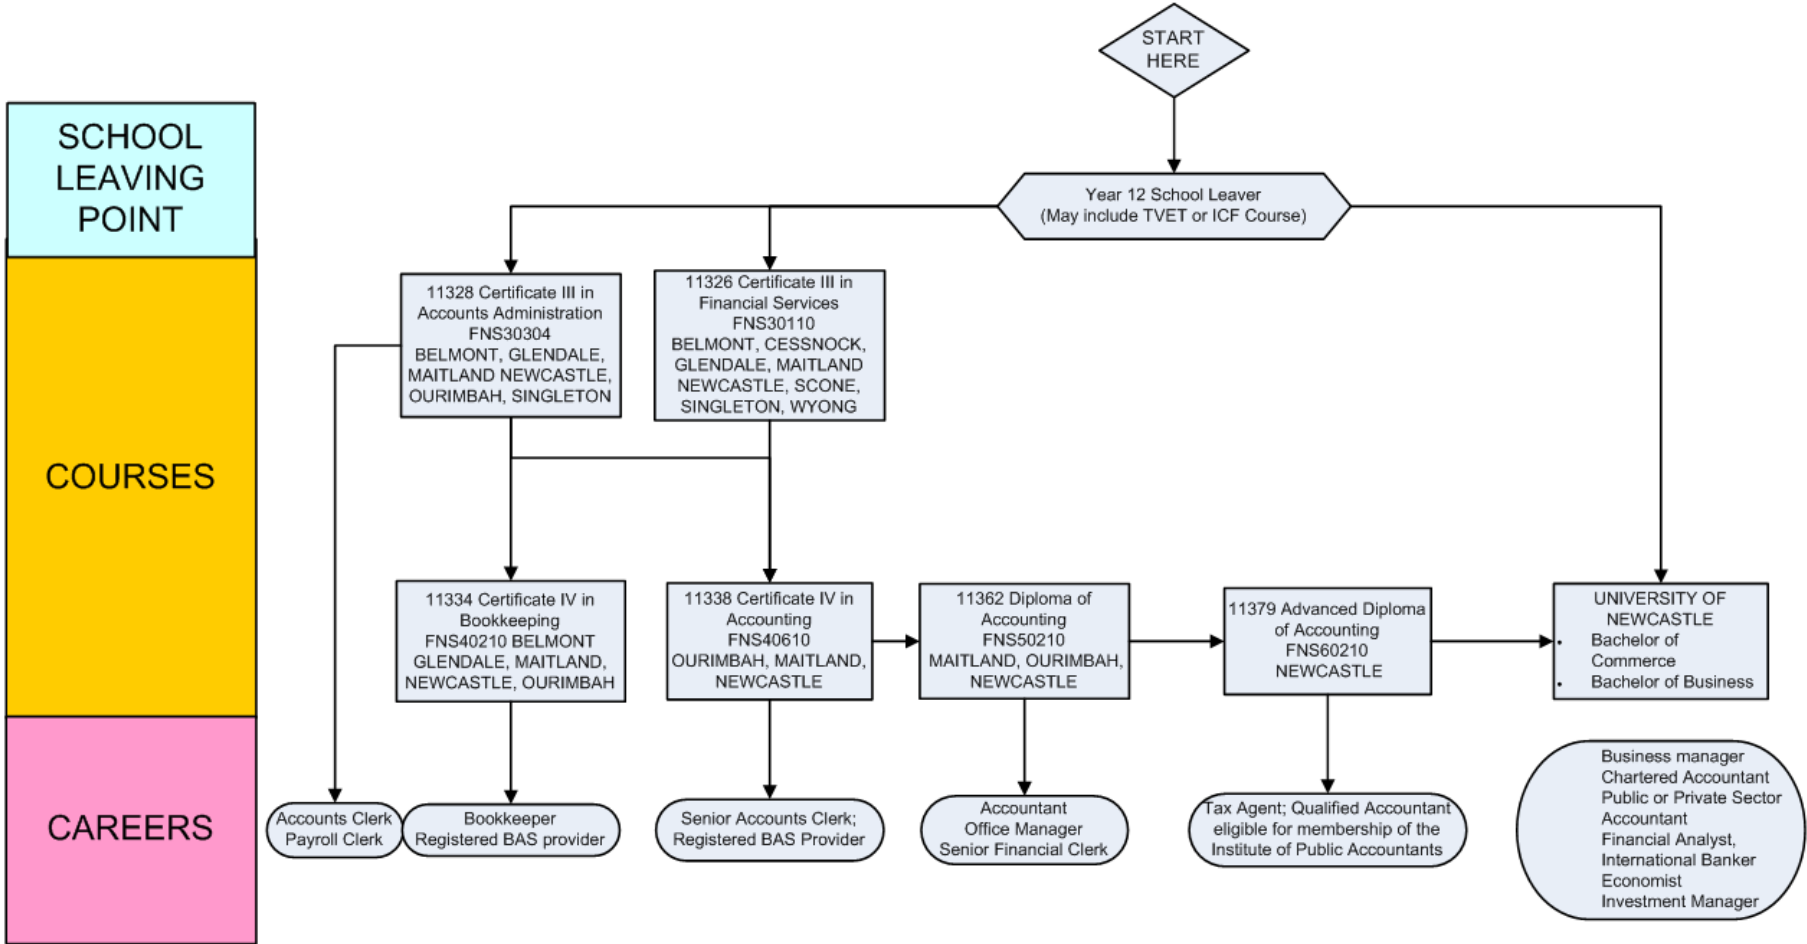 START
HERE
SCHOOL
LEAVING
POINT
Year 12 School Leaver
(May include TVET or ICF Course)
11328 Certificate III in
Accounts Administration
FNS30304
BELMONT, GLENDALE,
MAITLAND NEWCASTLE,
OURIMBAH, SINGLETON
11326 Certificate III in
Financial Services
FNS30110
BELMONT, CESSNOCK,
GLENDALE, MAITLAND
NEWCASTLE, SCONE,
SINGLETON, WYONG
COURSES
11334 Certificate IV in
Bookkeeping
FNS40210 BELMONT
GLENDALE, MAITLAND,
NEWCASTLE, OURIMBAH
11338 Certificate IV in
Accounting
FNS40610
OURIMBAH, MAITLAND,
NEWCASTLE
11362 Diploma of
Accounting
FNS50210
MAITLAND, OURIMBAH,
NEWCASTLE
11379 Advanced Diploma
of Accounting
FNS60210
NEWCASTLE
UNIVERSITY OF
NEWCASTLE
• Bachelor of
Commerce
• Bachelor of Business
CAREERS
Accounts Clerk
Payroll Clerk
Bookkeeper
Registered BAS provider
Senior Accounts Clerk;
Registered BAS Provider
Accountant
Office Manager
Senior Financial Clerk
Tax Agent; Qualified Accountant
eligible for membership of the
Institute of Public Accountants
Business manager
Chartered Accountant
Public or Private Sector
Accountant
Financial Analyst,
International Banker
Economist
Investment Manager